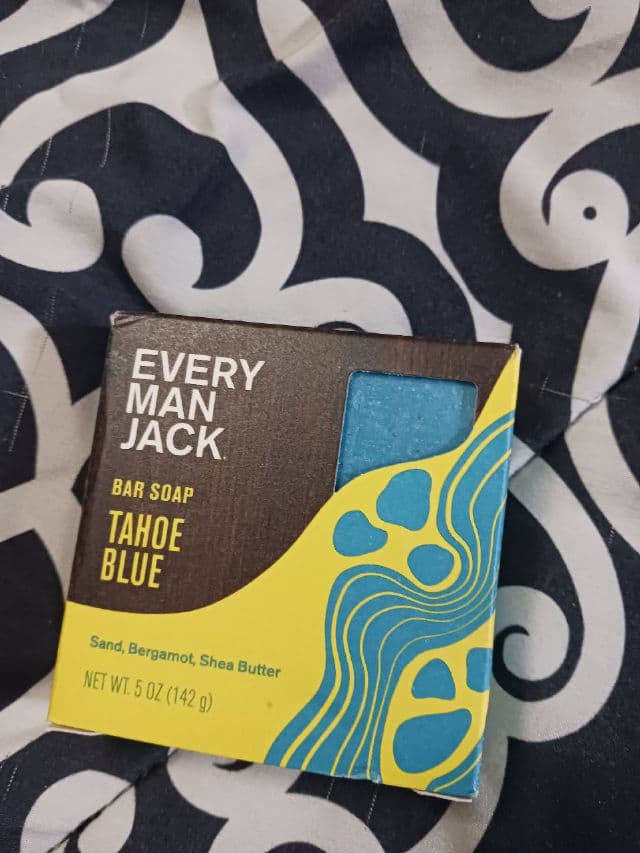 EVERY
MAN
JACK.
BAR SOAP
TAHOE
BLUE
Sand, Bergamot, Shea Butter
NET WT. 5 OZ (142 g)